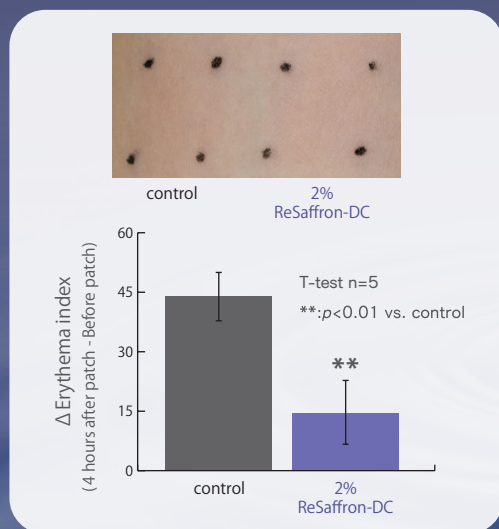 control
2%
ReSaffron-DC
Δ Erythema index
(4 hours after patch - Before patch)
60
45
30
15
0
T-test n=5
**:p<0.01 vs. control
**
control
2%
ReSaffron-DC